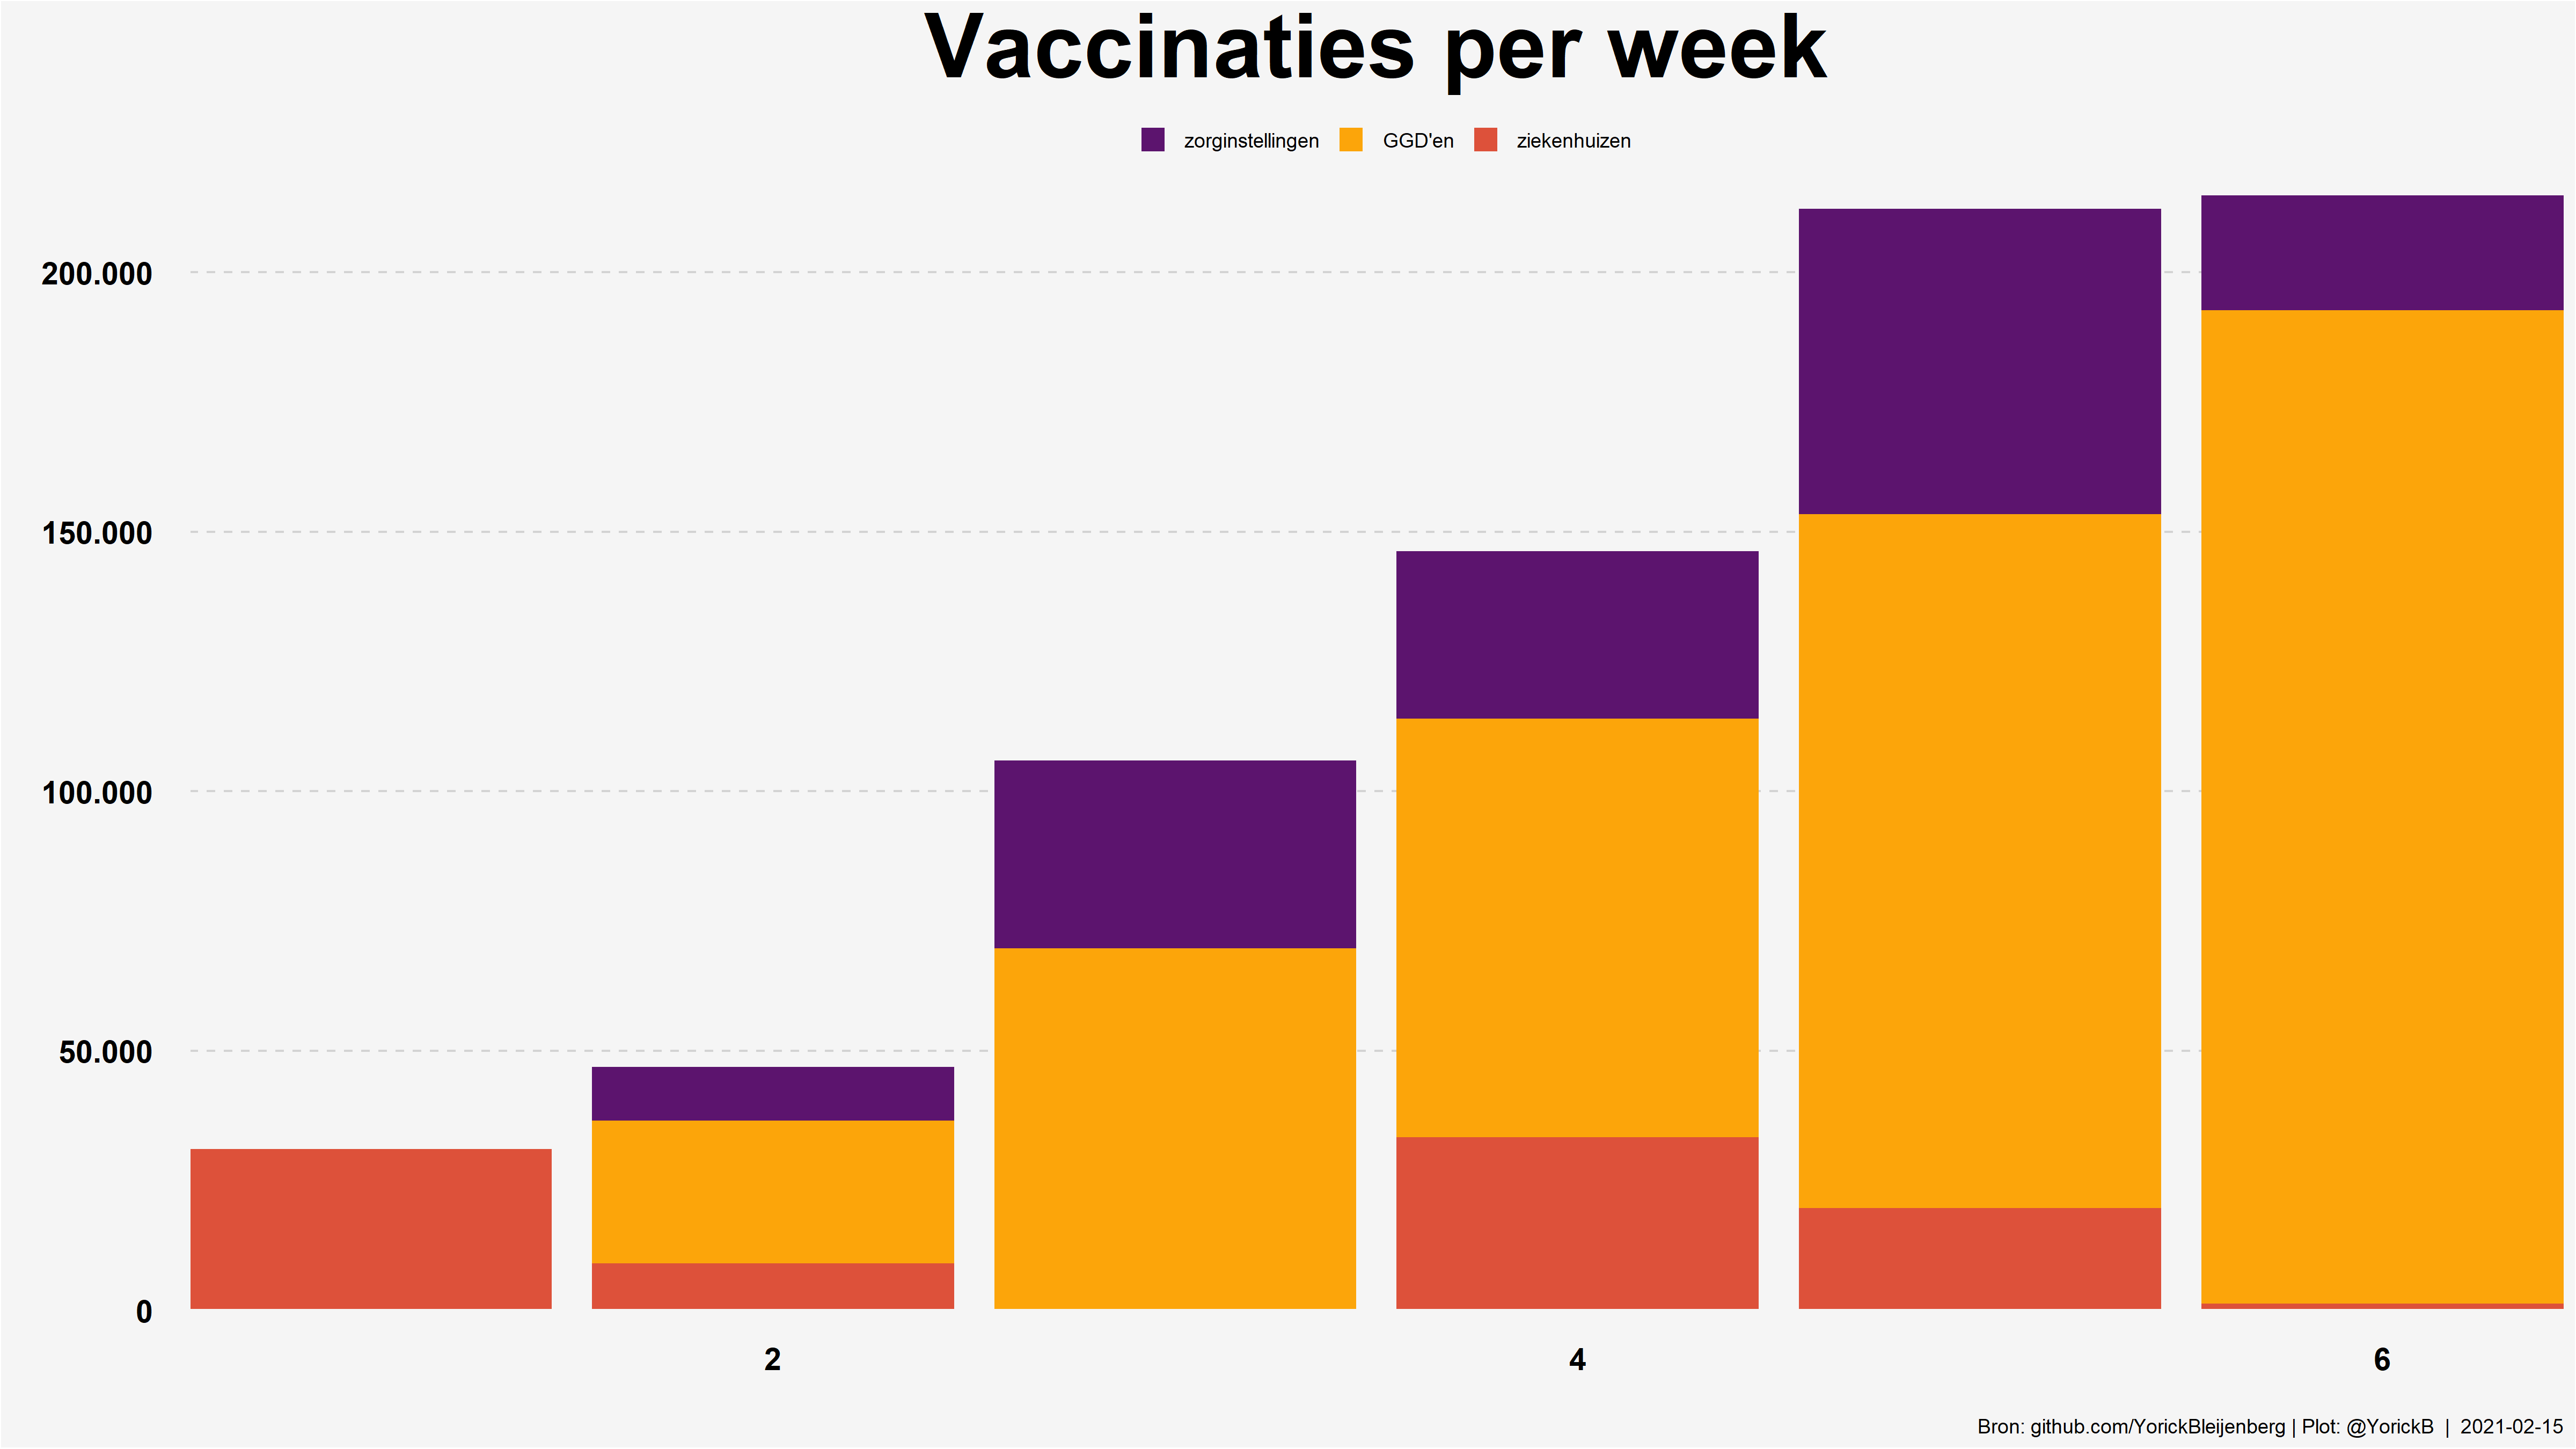 Vaccinaties per week
zorginstellingen GGD'en ziekenhuizen
200.000
150.000
100.000
50.000
0
2 4 6
Bron: github.com/YorickBleijenberg | Plot: @YorickB | 2021-02-15